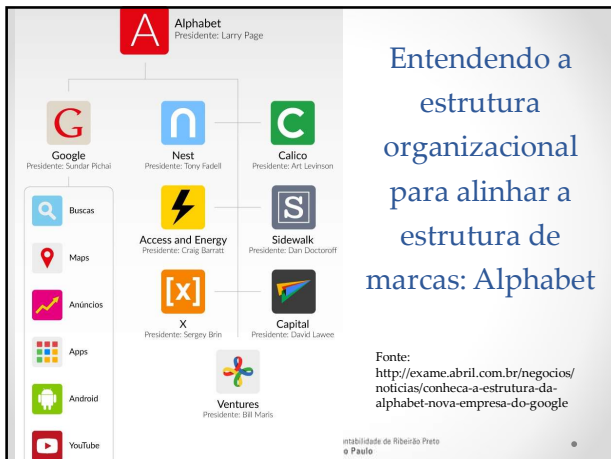 A
Alphabet
Presidente: Larry Page
G
Google
Presidente: Sundar Pichai
Nest
Presidente: Tony Fadell
C
Calico
Presidente: Art Levinson
Access and Energy
Presidente: Craig Barratt
S
Sidewalk
Presidente: Dan Doctoroff
[x]
X
Presidente: Sergey Brin
Capital
Presidente: David Lawee
Ventures
Presidente: Bill Maris
Buscas
Maps
Anúncios
Apps
Android
YouTube
Entendendo a
estrutura
organizacional
para alinhar a
estrutura de
marcas: Alphabet
Fonte:
http://exame.abril.com.br/negocios/
noticias/conheca-a-estrutura-da-
alphabet-nova-empresa-do-google
de Ribeirão Preto
Paulo